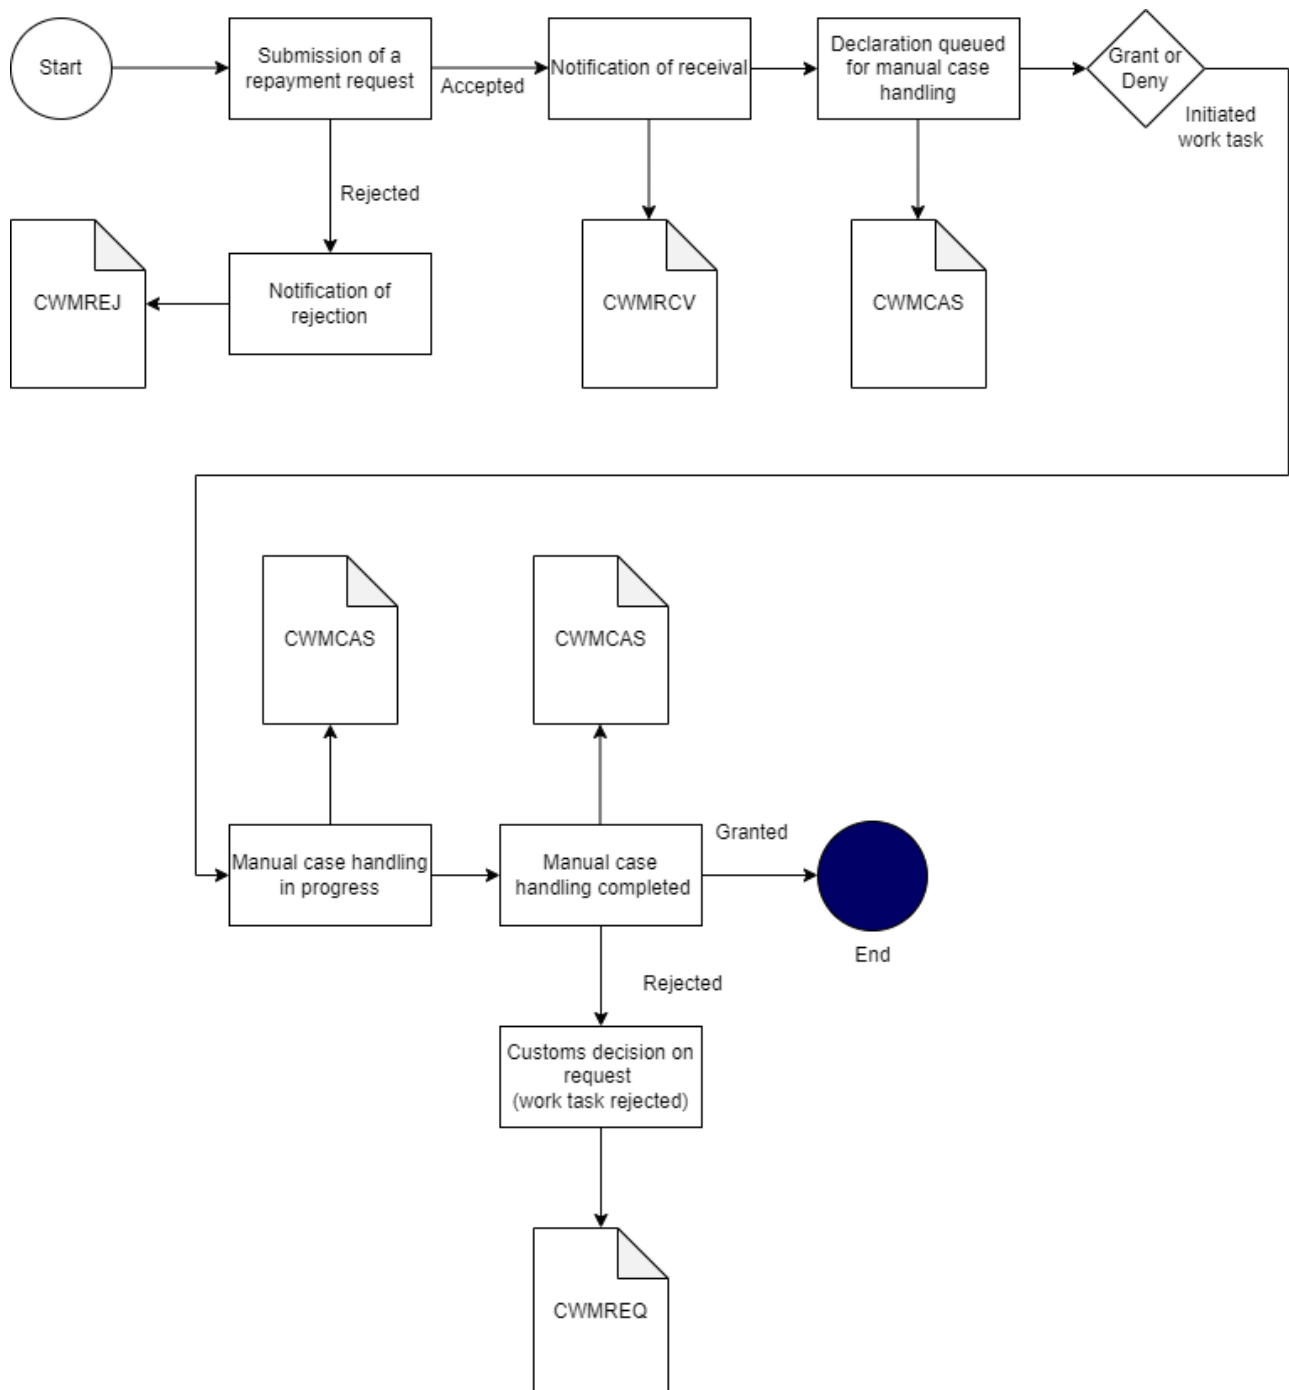 Start
Submission of a
repayment request
Accepted
Notification of receival
Declaration queued
for manual case
handling
Grant or
Deny
Initiated
work task
Rejected
CWMREJ
Notification of
rejection
CWMRCV
CWMCAS
CWMCAS
CWMCAS
Manual case handling
in progress
Manual case
handling completed
Granted
End
Rejected
Customs decision on
request
(work task rejected)
CWMREQ